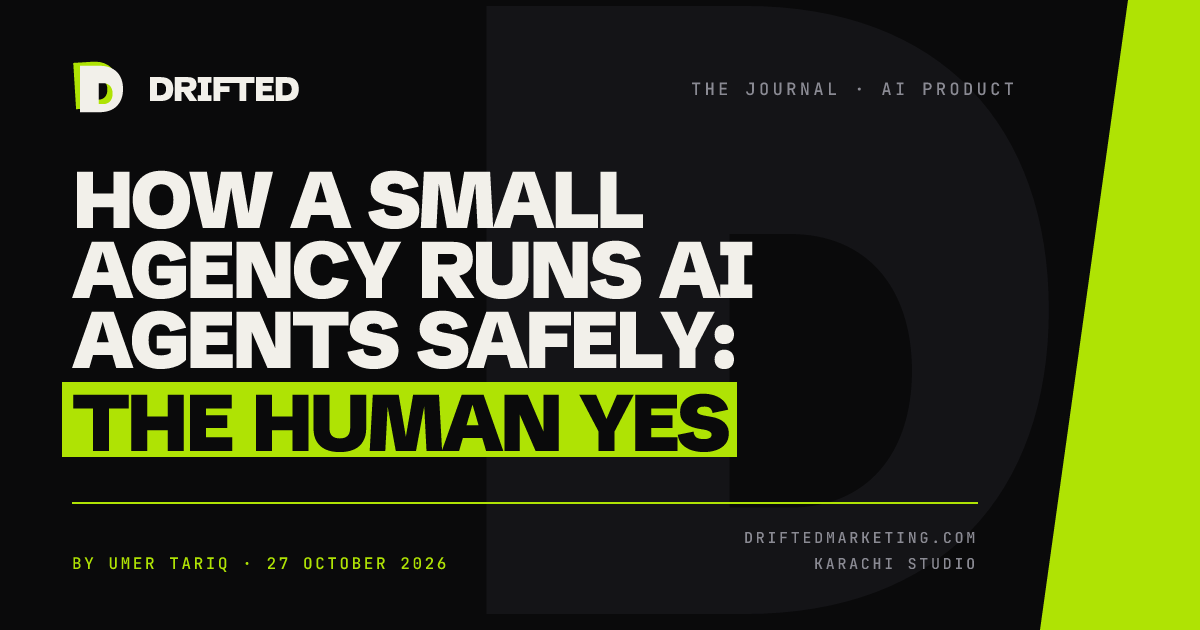 DRIFTED
THE JOURNAL · AI PRODUCT
HOW A SMALL
AGENCY RUNS AI
AGENTS SAFELY:
THE HUMAN YES
DRIFTEDMARKETING.COM
BY UMER TARIQ · 27 OCTOBER 2026
KARACHI STUDIO